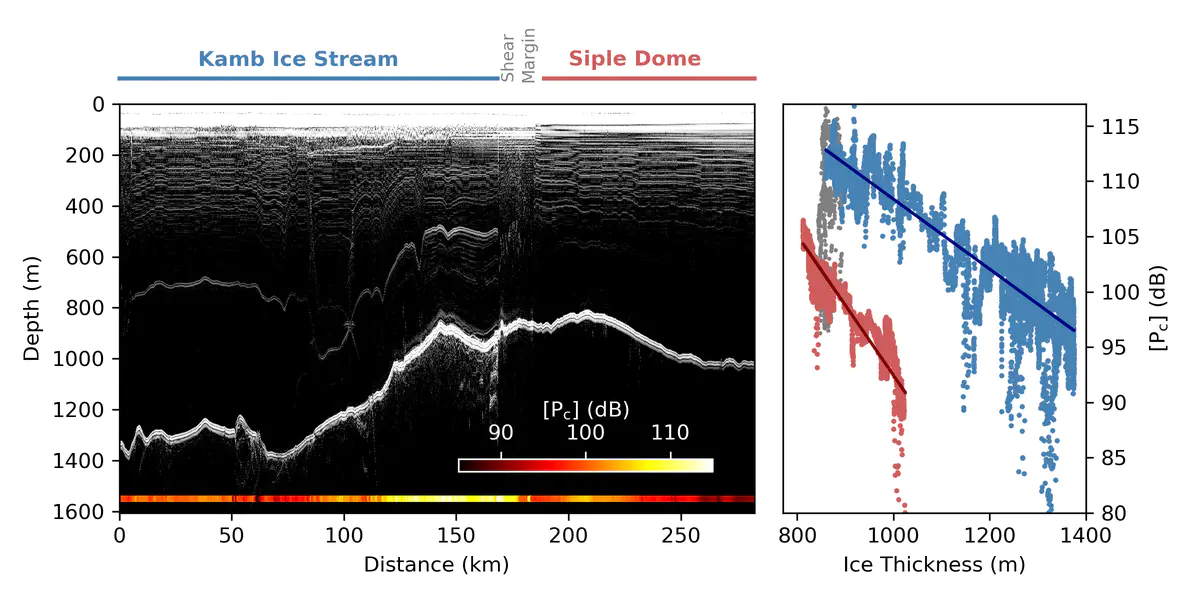 Kamb Ice Stream
Shear
Margin
Siple Dome
0
200
400
600
800
1000
1200
1400
1600
Depth (m)
[Pc] (dB)
90 100 110
0 50 100 150 200 250
Distance (km)
115
110
105
100
95
90
85
80
[Pc] (dB)
800 1000 1200 1400
Ice Thickness (m)